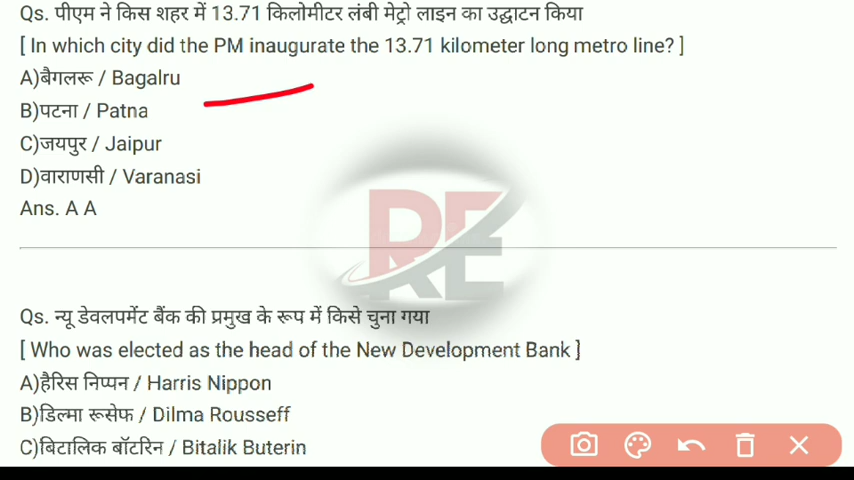 Qs. पीएम ने किस शहर में 13.71 किलोमीटर लंबी मेट्रो लाइन का उद्घाटन किया
[ In which city did the PM inaugurate the 13.71 kilometer long metro line? ]
A)बैगलरू / Bagalru
B)पटना / Patna
C)जयपुर / Jaipur
D)वाराणसी / Varanasi
Ans. A A
RE
Qs. न्यू डेवलपमेंट बैंक की प्रमुख के रूप में किसे चुना गया
[ Who was elected as the head of the New Development Bank ]
A)हैरिस निप्पन / Harris Nippon
B)डिल्मा रूसेफ / Dilma Rousseff
C)बिटालिक बॉटरिन / Bitalik Buterin